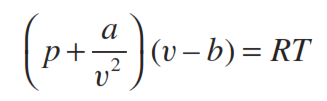 (p + a/v²)(v − b) = RT